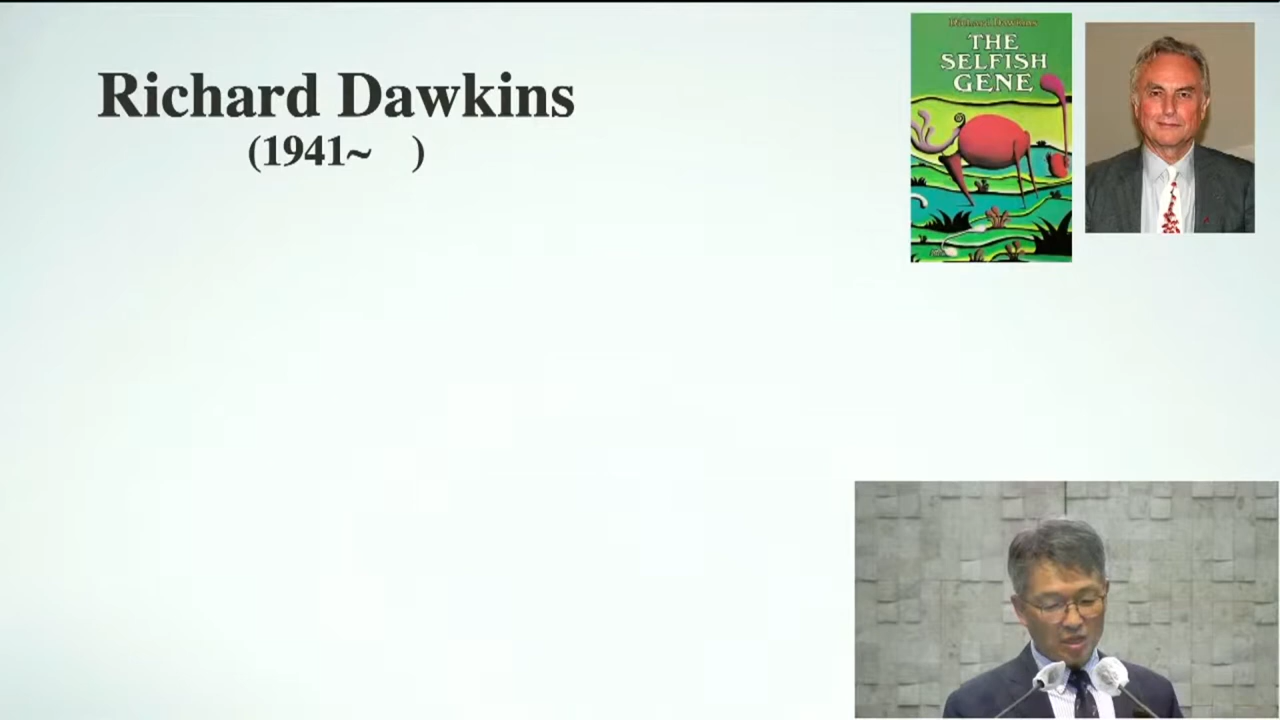 Richard Dawkins
(1941~ )
Richard Dawkins
THE
SELFISH
GENE